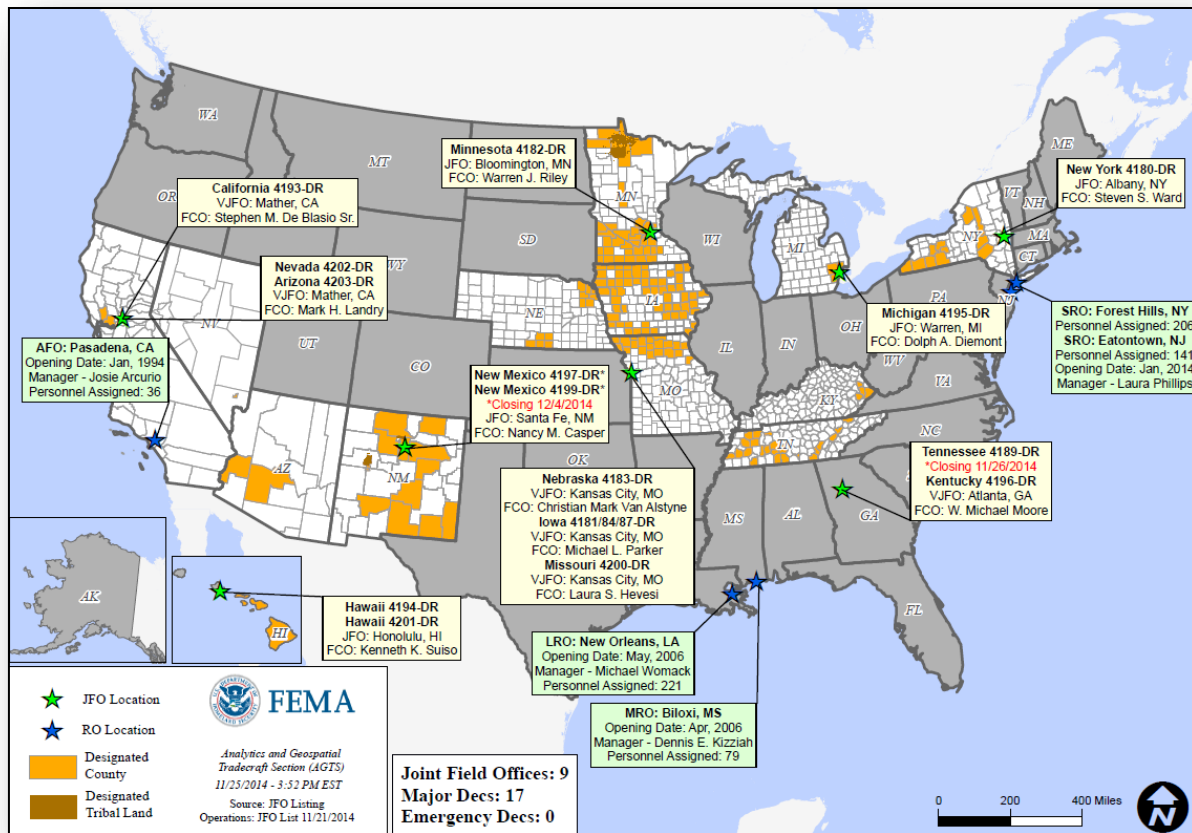 WA
OR
MT
WY
SD
UT
CO
OK
NV
AZ
NM
NE
MN
IA
MO
WI
MI
IL
IN
OH
KY
TN
MS
AL
GA
FL
NC
VA
WV
PA
NJ
NY
CT
MA
NH
VT
ME
AK
HI
Minnesota 4182-DR
JFO: Bloomington, MN
FCO: Warren J. Riley
New York 4180-DR
JFO: Albany, NY
FCO: Steven S. Ward
California 4193-DR
VJFO: Mather, CA
FCO: Stephen M. De Blasio Sr.
Nevada 4202-DR
Arizona 4203-DR
VJFO: Mather, CA
FCO: Mark H. Landry
AFO: Pasadena, CA
Opening Date: Jan, 1994
Manager - Josie Arcurio
Personnel Assigned: 36
Michigan 4195-DR
JFO: Warren, MI
FCO: Dolph A. Diemont
SRO: Forest Hills, NY
Personnel Assigned: 206
SRO: Eatontown, NJ
Personnel Assigned: 141
Opening Date: Jan, 2014
Manager - Laura Phillips
New Mexico 4197-DR*
New Mexico 4199-DR*
*Closing 12/4/2014
JFO: Santa Fe, NM
FCO: Nancy M. Casper
Nebraska 4183-DR
VJFO: Kansas City, MO
FCO: Christian Mark Van Alstyne
Iowa 4181/84/87-DR
VJFO: Kansas City, MO
FCO: Michael L. Parker
Missouri 4200-DR
VJFO: Kansas City, MO
FCO: Laura S. Hevesi
Tennessee 4189-DR
*Closing 11/26/2014
Kentucky 4196-DR
VJFO: Atlanta, GA
FCO: W. Michael Moore
Hawaii 4194-DR
Hawaii 4201-DR
JFO: Honolulu, HI
FCO: Kenneth K. Suiso
LRO: New Orleans, LA
Opening Date: May, 2006
Manager - Michael Womack
Personnel Assigned: 221
MRO: Biloxi, MS
Opening Date: Apr, 2006
Manager - Dennis E. Kizziah
Personnel Assigned: 79
JFO Location
RO Location
Designated
County
Designated
Tribal Land
FEMA
Analytics and Geospatial
Tradecraft Section (AGTS)
11/25/2014 - 3:52 PM EST
Source: JFO Listing
Operations: JFO List 11/21/2014
Joint Field Offices: 9
Major Decs: 17
Emergency Decs: 0
0 200 400 Miles
N